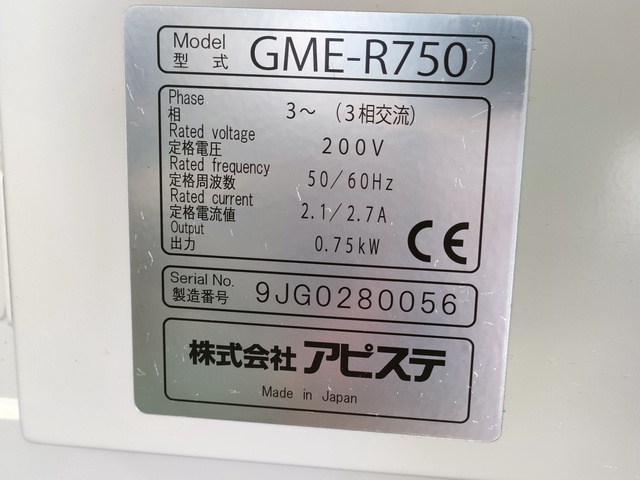 Model
型式 GME-R750
Phase
相 3～ （3相交流）
Rated voltage
定格電圧 200V
Rated frequency
定格周波数 50/60Hz
Rated current
定格電流値 2.1/2.7A
Output
出力 0.75kW
CE
Serial No.
製造番号 9JG0280056
株式会社 アピステ
Made in Japan